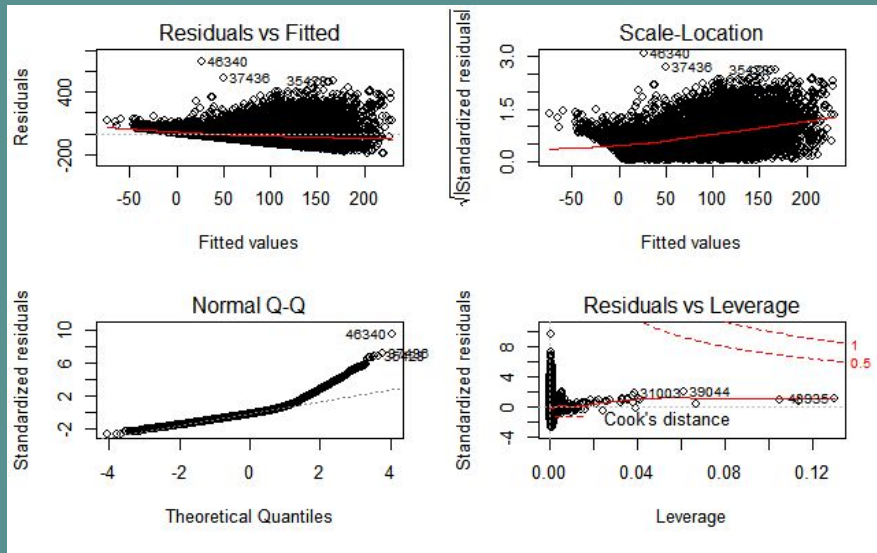 Residuals vs Fitted
Residuals
400
-200
46340
37436
-50 0 50 100 150 200
Fitted values
Scale-Location
√|Standardized residuals
3.0
1.5
0.0
46340
37436
-50 0 50 100 150 200
Fitted values
Normal Q-Q
Standardized residuals
10
6
2
-2
46340
-4 -2 0 2 4
Theoretical Quantiles
Residuals vs Leverage
Standardized residuals
8
4
0
-4
1
0.5
31003
39044
Cook's distance
0.00 0.04 0.08 0.12
Leverage